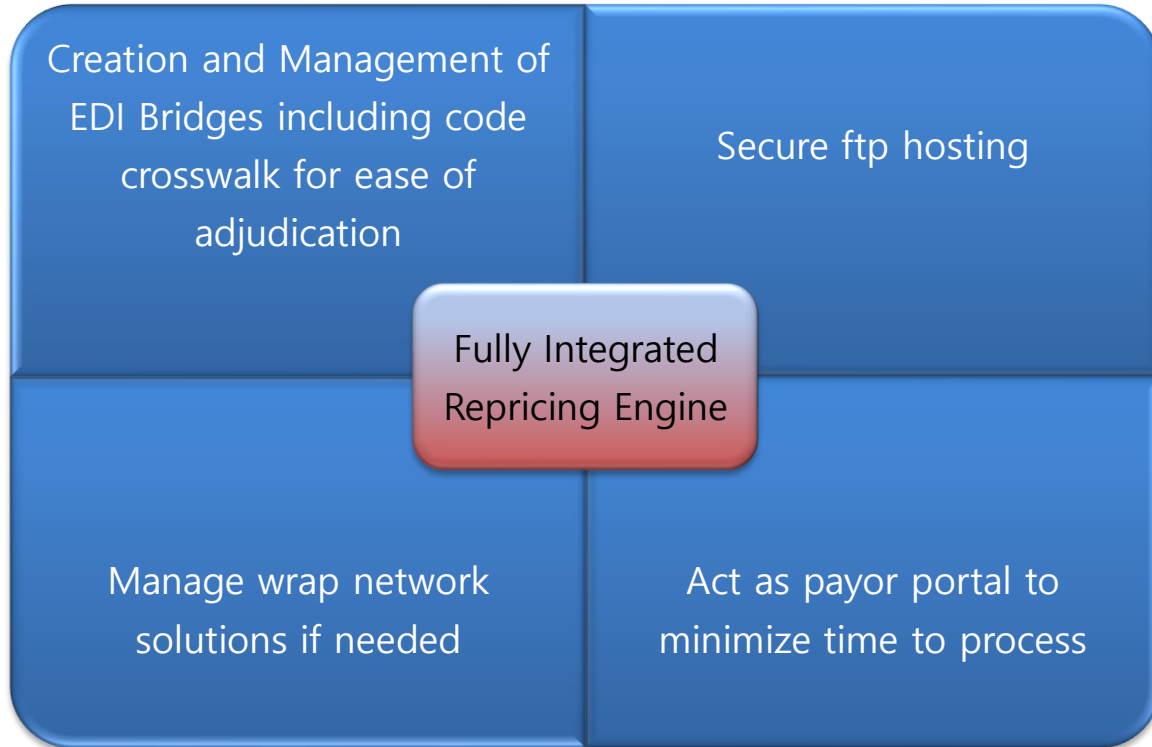 Creation and Management of
EDI Bridges including code
crosswalk for ease of
adjudication
Secure ftp hosting
Fully Integrated
Repricing Engine
Manage wrap network
solutions if needed
Act as payor portal to
minimize time to process